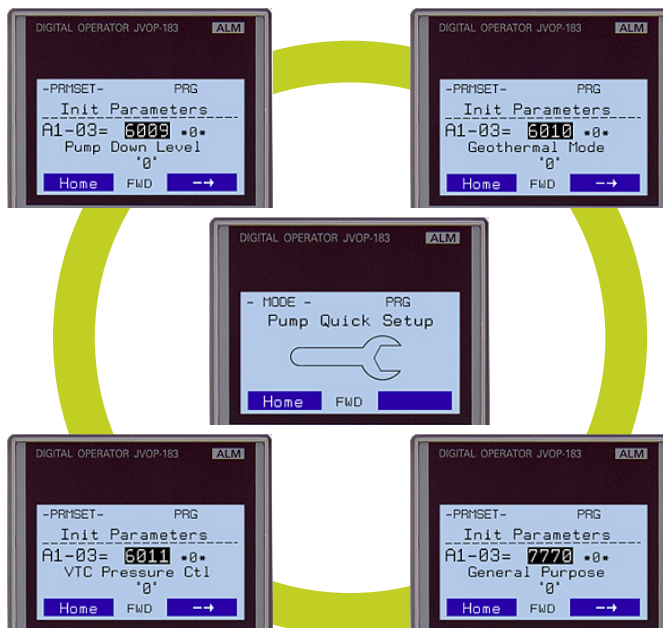 DIGITAL OPERATOR JVOP-183 ALM
-PRMSET- PRG
Init Parameters
A1-03= 6009 *0*
Pump Down Level
"0"
Home FWD →
DIGITAL OPERATOR JVOP-183 ALM
-PRMSET- PRG
Init Parameters
A1-03= 6010 *0*
Geothermal Mode
"0"
Home FWD →
DIGITAL OPERATOR JVOP-183 ALM
- MODE - PRG
Pump Quick Setup
Home FWD
DIGITAL OPERATOR JVOP-183 ALM
-PRMSET- PRG
Init Parameters
A1-03= 6011 *0*
VTC Pressure Ctl
"0"
Home FWD →
DIGITAL OPERATOR JVOP-183 ALM
-PRMSET- PRG
Init Parameters
A1-03= 7770 *0*
General Purpose
"0"
Home FWD →